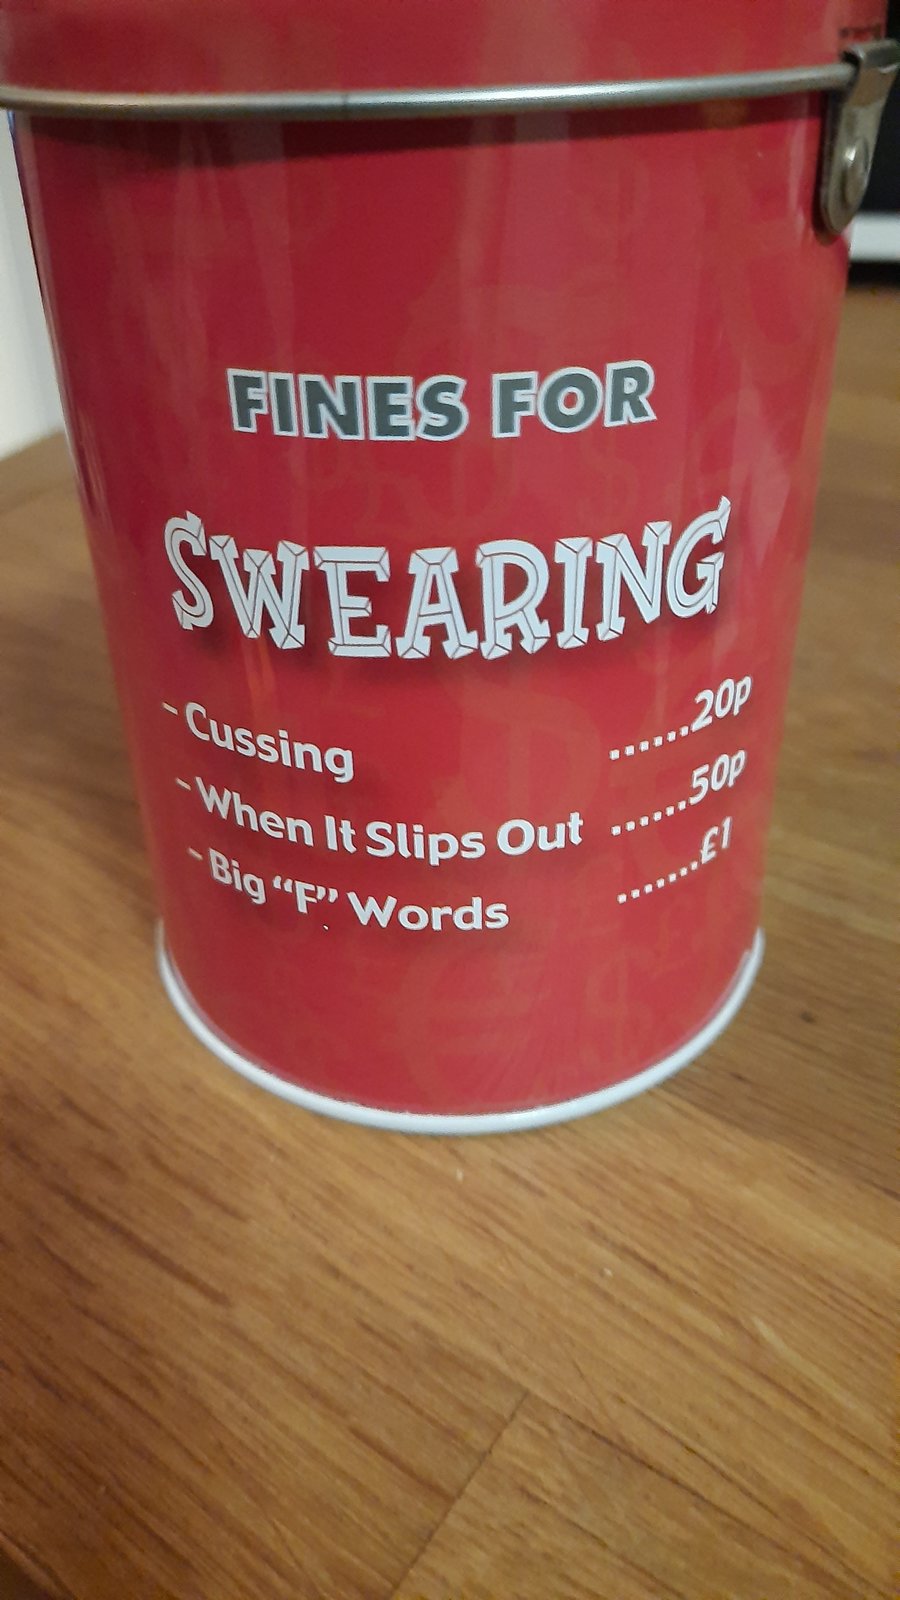 FINES FOR
SWEARING
- Cussing ......20p
- When It Slips Out ......50p
- Big “F” Words .......£1